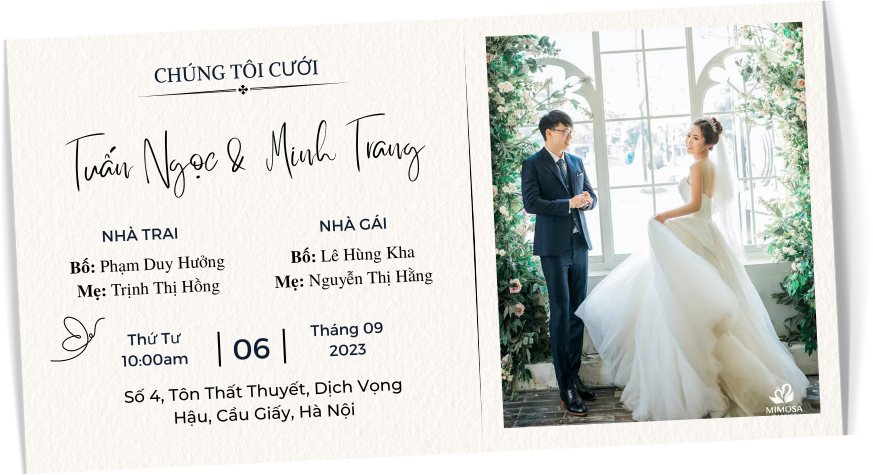 CHÚNG TÔI CƯỚI
Tuấn Ngọc & Minh Trang
NHÀ TRAI
Bố: Phạm Duy Hưởng
Mẹ: Trịnh Thị Hồng
NHÀ GÁI
Bố: Lê Hùng Kha
Mẹ: Nguyễn Thị Hằng
Thứ Tư
10:00am
06
Tháng 09
2023
Số 4, Tôn Thất Thuyết, Dịch Vọng
Hậu, Cầu Giấy, Hà Nội
MIMOSA